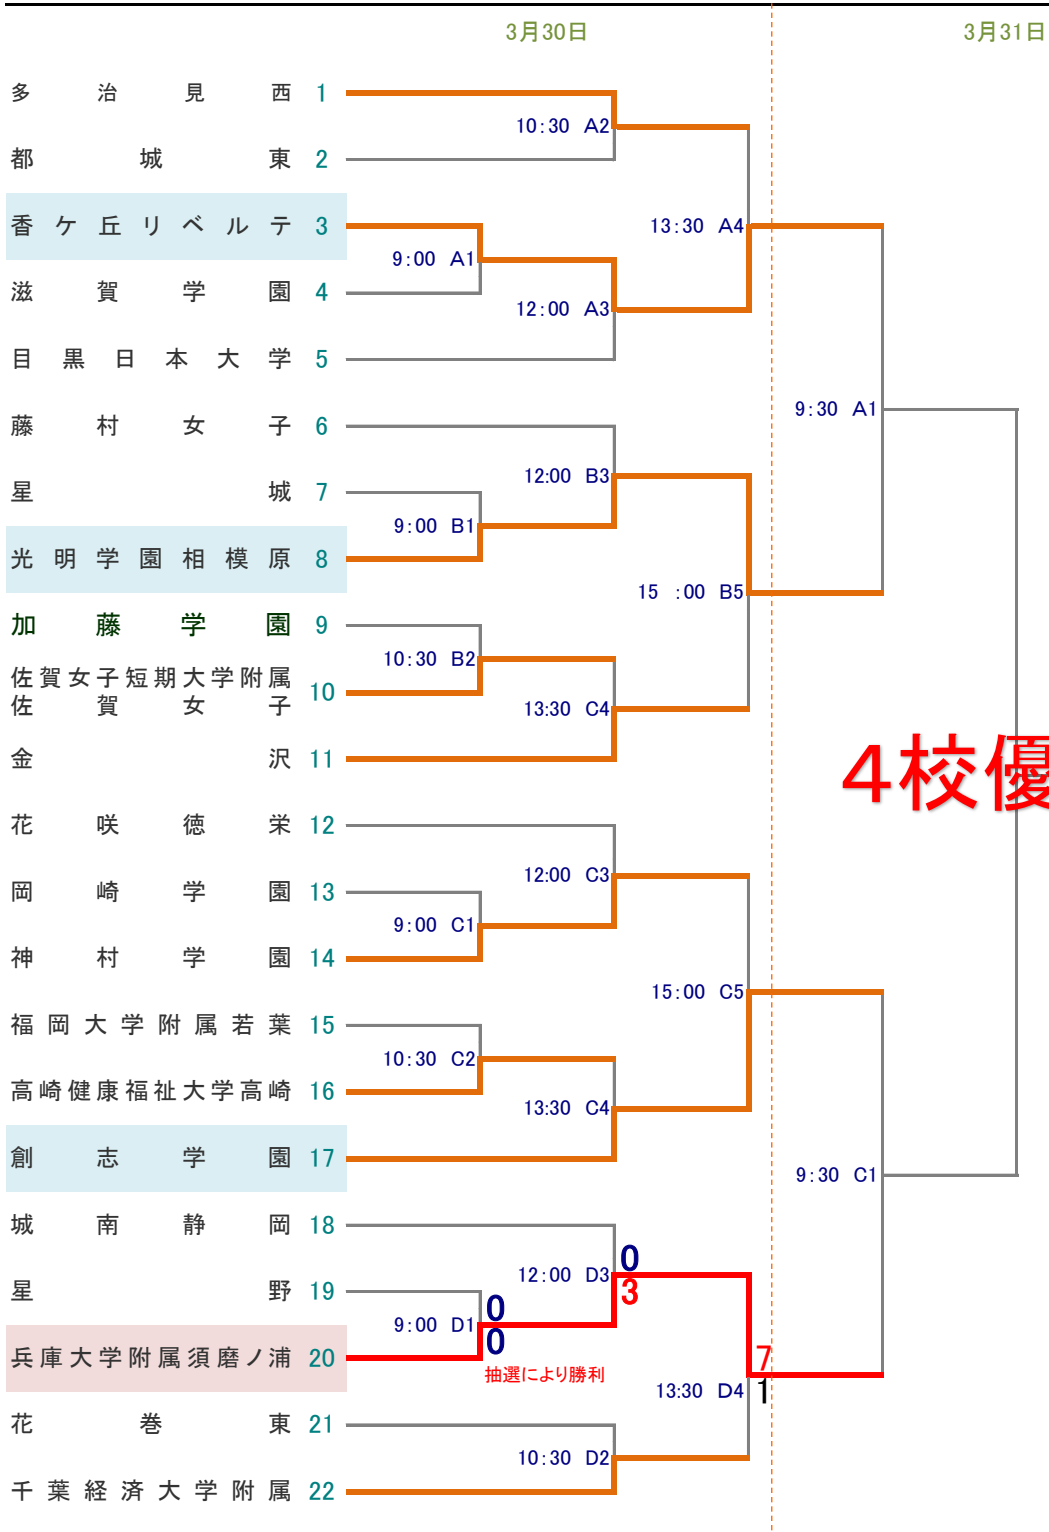 3月30日
3月31日
多治見西 1
10:30 A2
都城東 2
香ケ丘リベルテ 3
13:30 A4
9:00 A1
滋賀学園 4
12:00 A3
目黒日本大学 5
9:30 A1
藤村女子 6
12:00 B3
星城 7
9:00 B1
光明学園相模原 8
15 :00 B5
加藤学園 9
10:30 B2
佐賀女子短期大学附属
佐賀女子 10
13:30 C4
金沢 11
4校優
花咲徳栄 12
12:00 C3
岡崎学園 13
9:00 C1
神村学園 14
15:00 C5
福岡大学附属若葉 15
10:30 C2
高崎健康福祉大学高崎 16
13:30 C4
創志学園 17
9:30 C1
城南静岡 18
0
12:00 D3
3
星野 19
0
9:00 D1
0
兵庫大学附属須磨ノ浦 20
7
抽選により勝利
13:30 D4
1
花巻東 21
10:30 D2
千葉経済大学附属 22